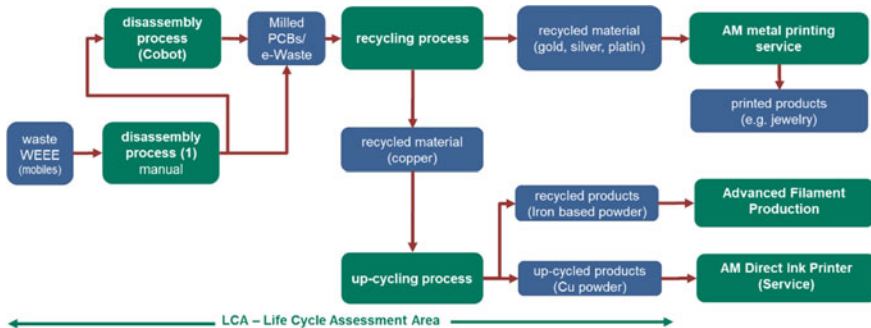 disassembly
process
(Cobot)
Milled
PCBs/
e-Waste
recycling process
recycled material
(gold, silver, platin)
AM metal printing
service
printed products
(e.g. jewelry)
waste
WEEE
(mobiles)
disassembly
process (1)
manual
recycled material
(copper)
recycled products
(Iron based powder)
Advanced Filament
Production
up-cycling process
up-cycled products
(Cu powder)
AM Direct Ink Printer
(Service)
LCA – Life Cycle Assessment Area